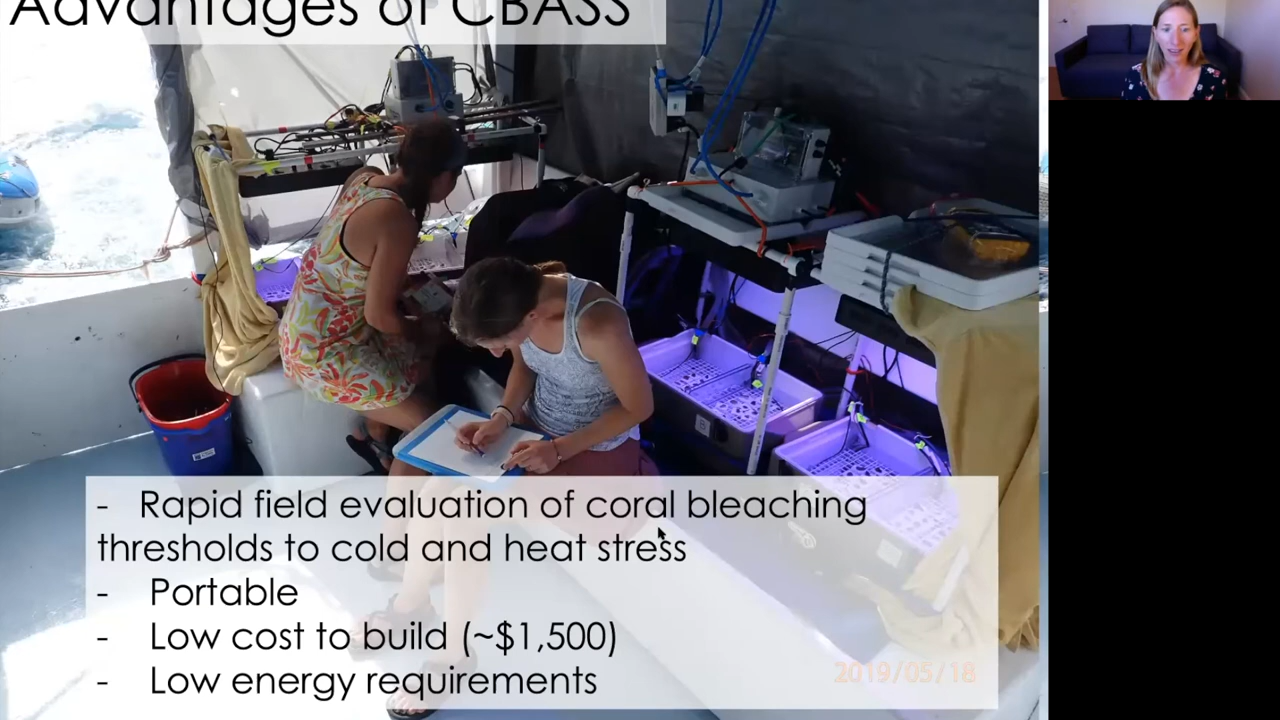 Advantages of CBASS
- Rapid field evaluation of coral bleaching
thresholds to cold and heat stress
- Portable
- Low cost to build (~$1,500)
- Low energy requirements
2019/05/18
B